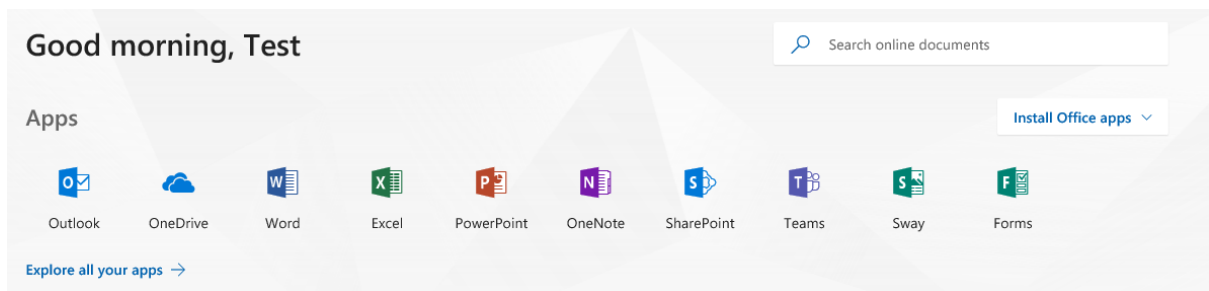 Good morning, Test
Search online documents
Apps
Install Office apps
Outlook OneDrive Word Excel PowerPoint OneNote SharePoint Teams Sway Forms
Explore all your apps →